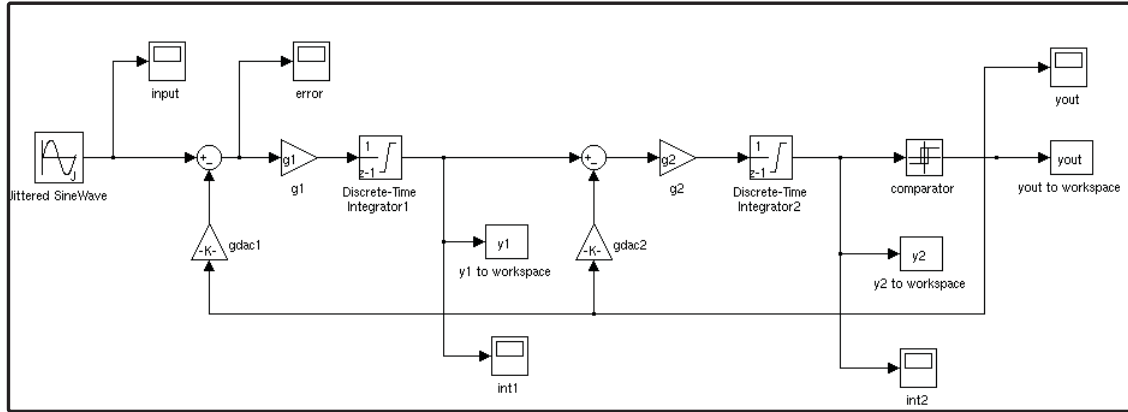 input
error
yout
Jittered SineWave
J
+
-
g1
g1
1
z-1
Discrete-Time
Integrator1
+
-
g2
g2
1
z-1
Discrete-Time
Integrator2
comparator
yout
yout to workspace
-K-
gdac1
y1
y1 to workspace
-K-
gdac2
y2
y2 to workspace
int1
int2